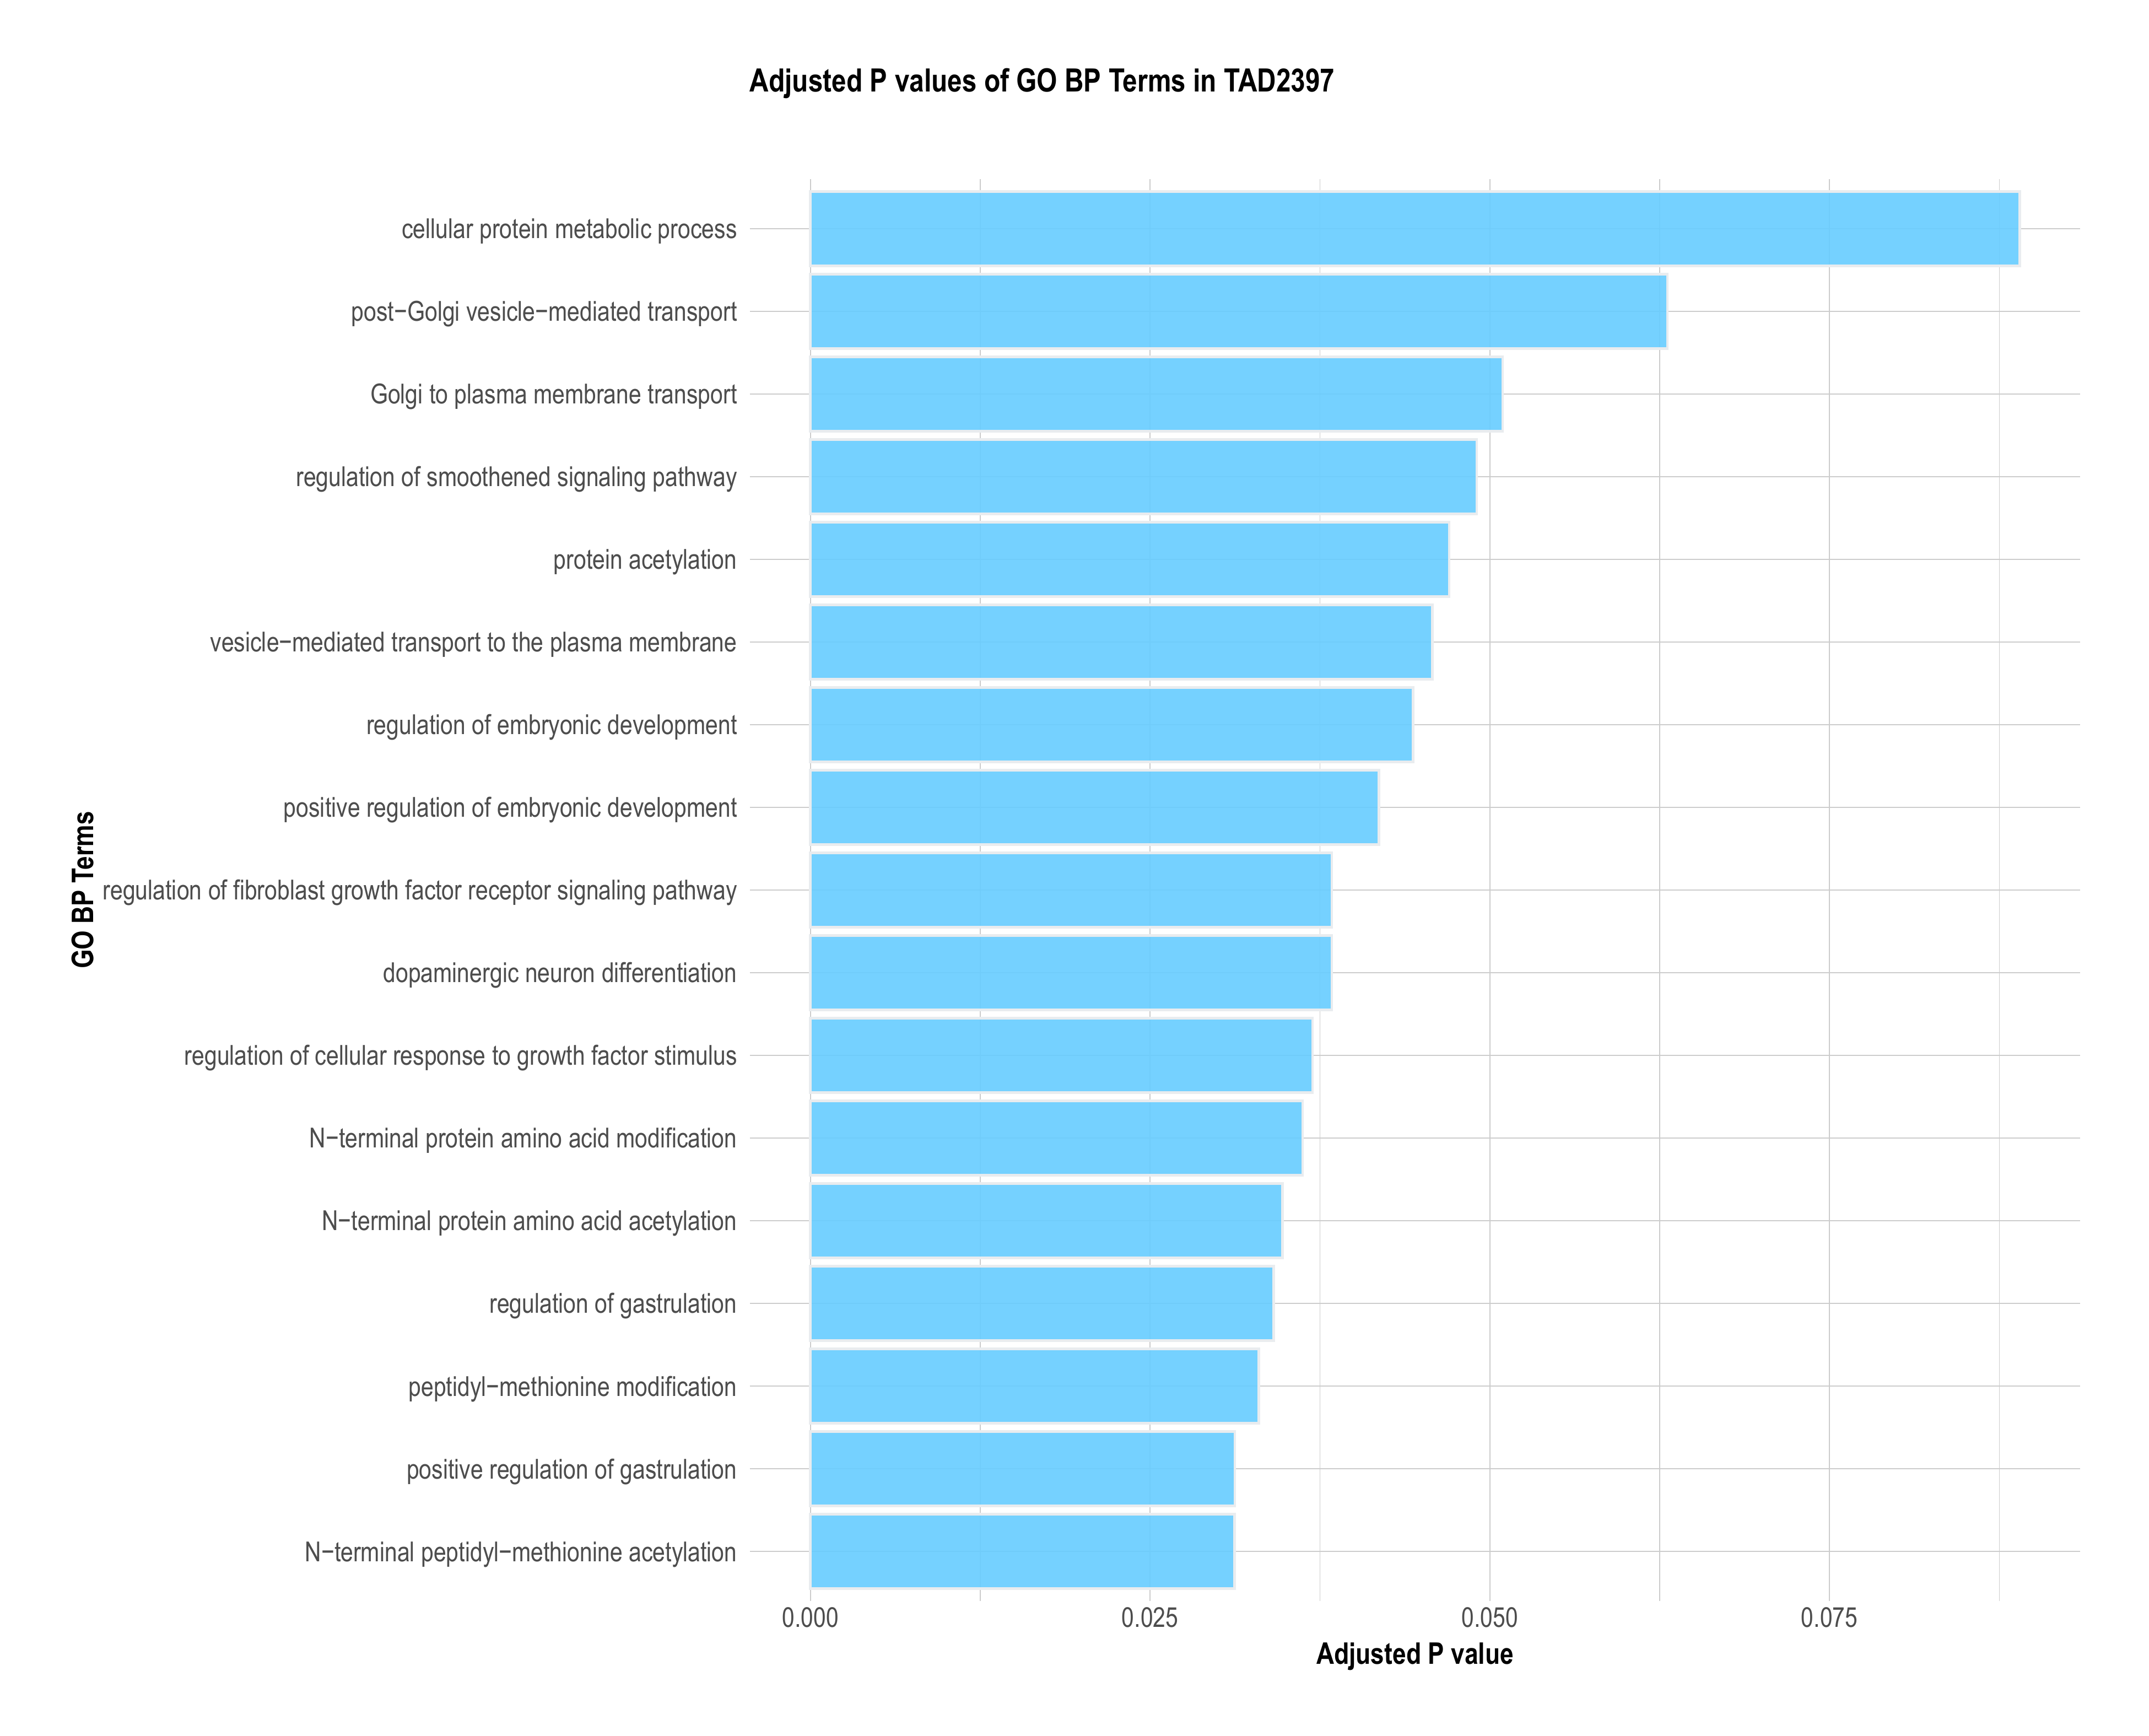 Adjusted P values of GO BP Terms in TAD2397
cellular protein metabolic process
post−Golgi vesicle−mediated transport
Golgi to plasma membrane transport
regulation of smoothened signaling pathway
protein acetylation
vesicle−mediated transport to the plasma membrane
regulation of embryonic development
positive regulation of embryonic development
regulation of fibroblast growth factor receptor signaling pathway
dopaminergic neuron differentiation
regulation of cellular response to growth factor stimulus
N−terminal protein amino acid modification
N−terminal protein amino acid acetylation
regulation of gastrulation
peptidyl−methionine modification
positive regulation of gastrulation
N−terminal peptidyl−methionine acetylation
GO BP Terms
0.000 0.025 0.050 0.075
Adjusted P value